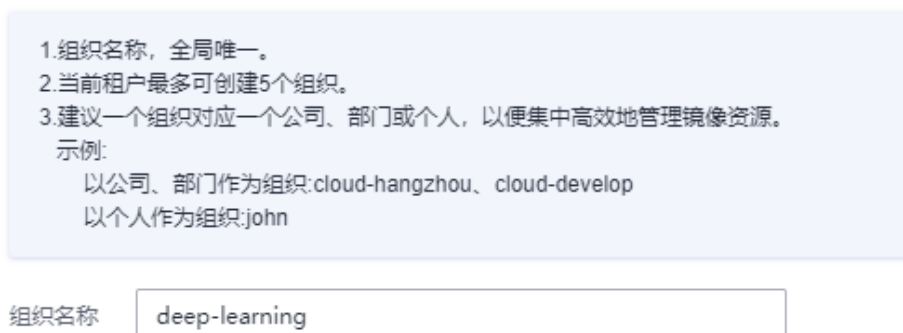 1.组织名称，全局唯一。
2.当前租户最多可创建5个组织。
3.建议一个组织对应一个公司、部门或个人，以便集中高效地管理镜像资源。
示例:
以公司、部门作为组织:cloud-hangzhou、cloud-develop
以个人作为组织:john
组织名称 deep-learning